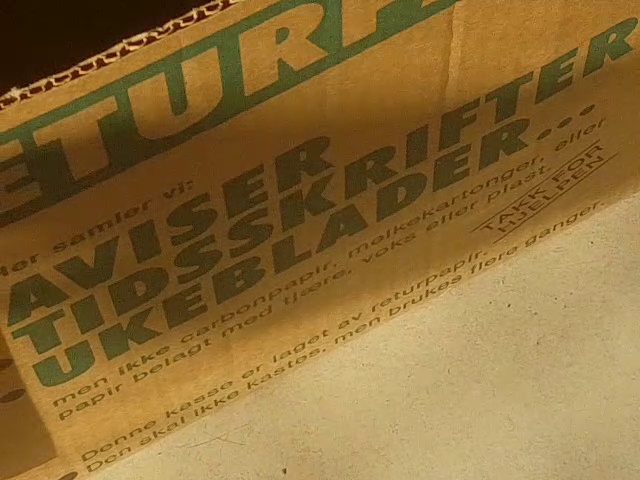 ETURP
Her samler vi:
AVISER
TIDSSKRIFTER
UKEBLADER...
men ikke carbonpapir, melkekartonger, eller
papir belagt med tjære, voks eller plast.
TAKK FOR
HJELPEN
Denne kasse er laget av returpapir.
Den skal ikke kastes, men brukes flere ganger.